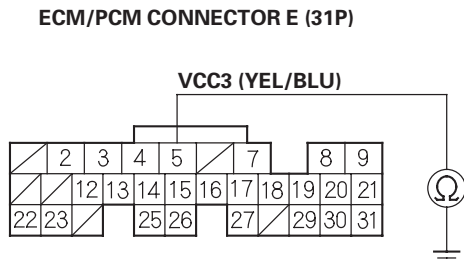 ECM/PCM CONNECTOR E (31P)
VCC3 (YEL/BLU)
2 3 4 5 7 8 9
12 13 14 15 16 17 18 19 20 21
Ω
22 23 25 26 27 29 30 31